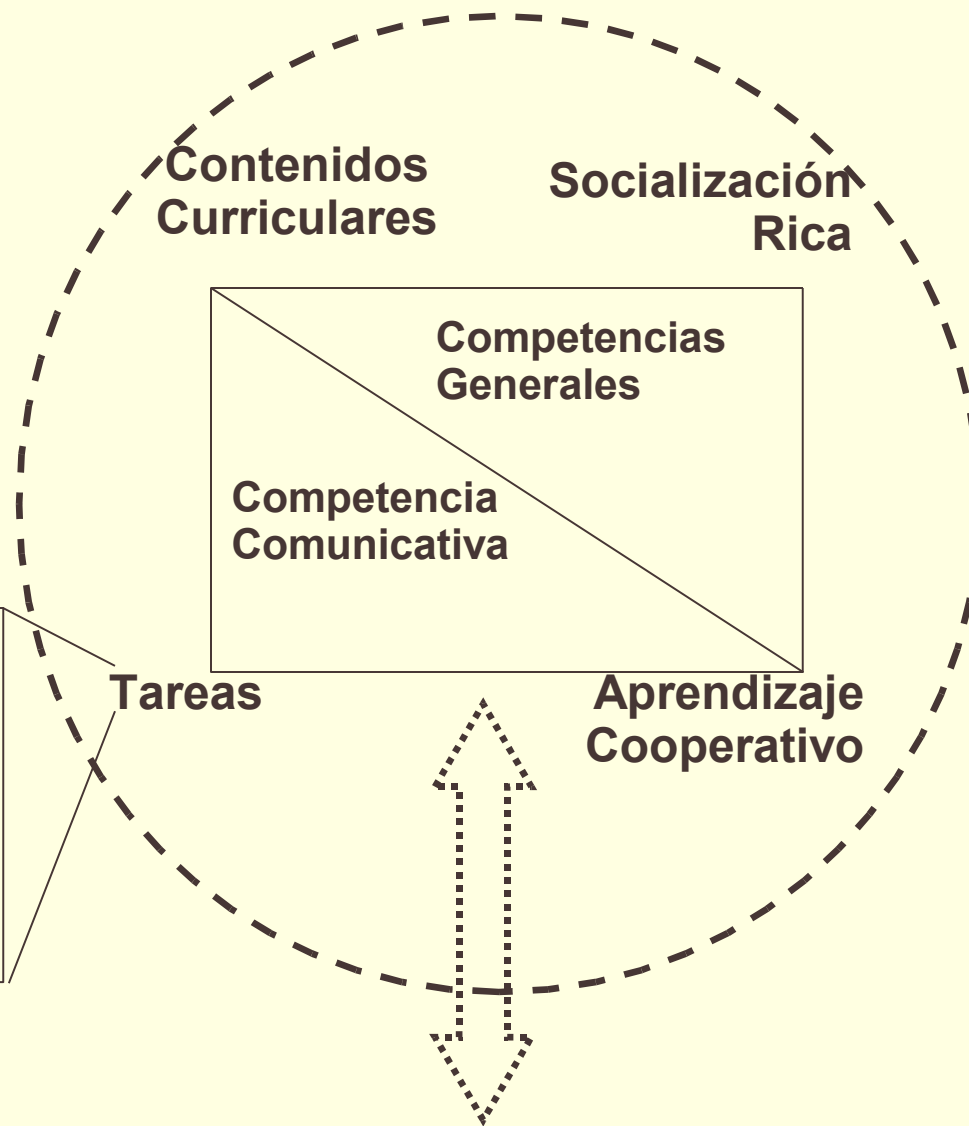 Contenidos
Curriculares
Socialización
Rica
Competencias
Generales
Competencia
Comunicativa
Tareas
Aprendizaje
Cooperativo